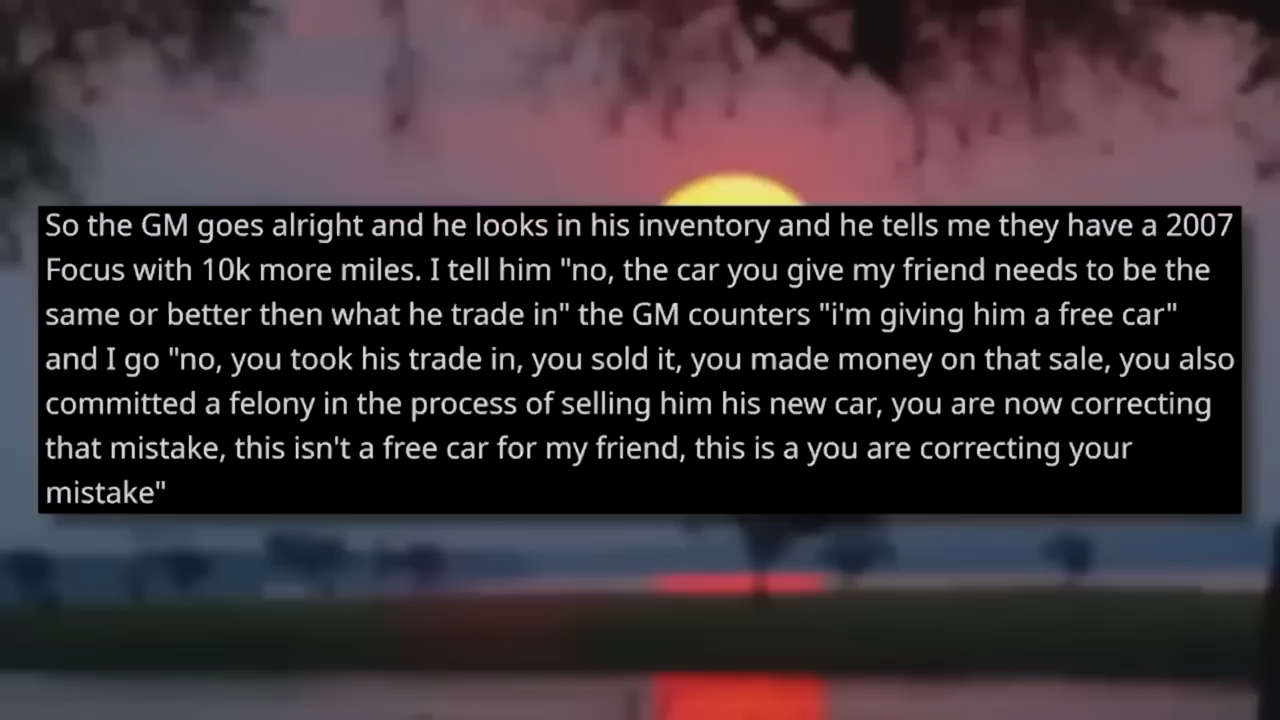 So the GM goes alright and he looks in his inventory and he tells me they have a 2007
Focus with 10k more miles. I tell him "no, the car you give my friend needs to be the
same or better then what he trade in" the GM counters "i'm giving him a free car"
and I go "no, you took his trade in, you sold it, you made money on that sale, you also
committed a felony in the process of selling him his new car, you are now correcting
that mistake, this isn't a free car for my friend, this is a you are correcting your
mistake"